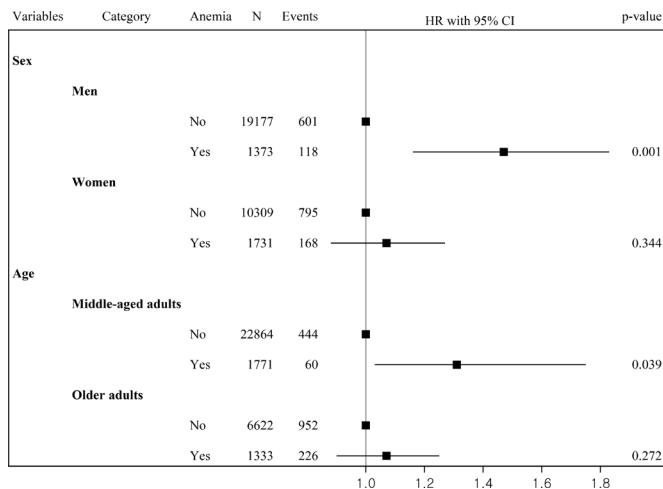 Variables Category Anemia N Events HR with 95% CI p-value
Sex
Men
No 19177 601
Yes 1373 118 0.001
Women
No 10309 795
Yes 1731 168 0.344
Age
Middle-aged adults
No 22864 444
Yes 1771 60 0.039
Older adults
No 6622 952
Yes 1333 226 0.272
1.0 1.2 1.4 1.6 1.8